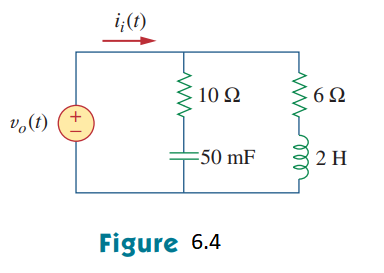 i_i(t)
10 Ω
6 Ω
v_o(t)
+
−
50 mF
2 H
Figure 6.4